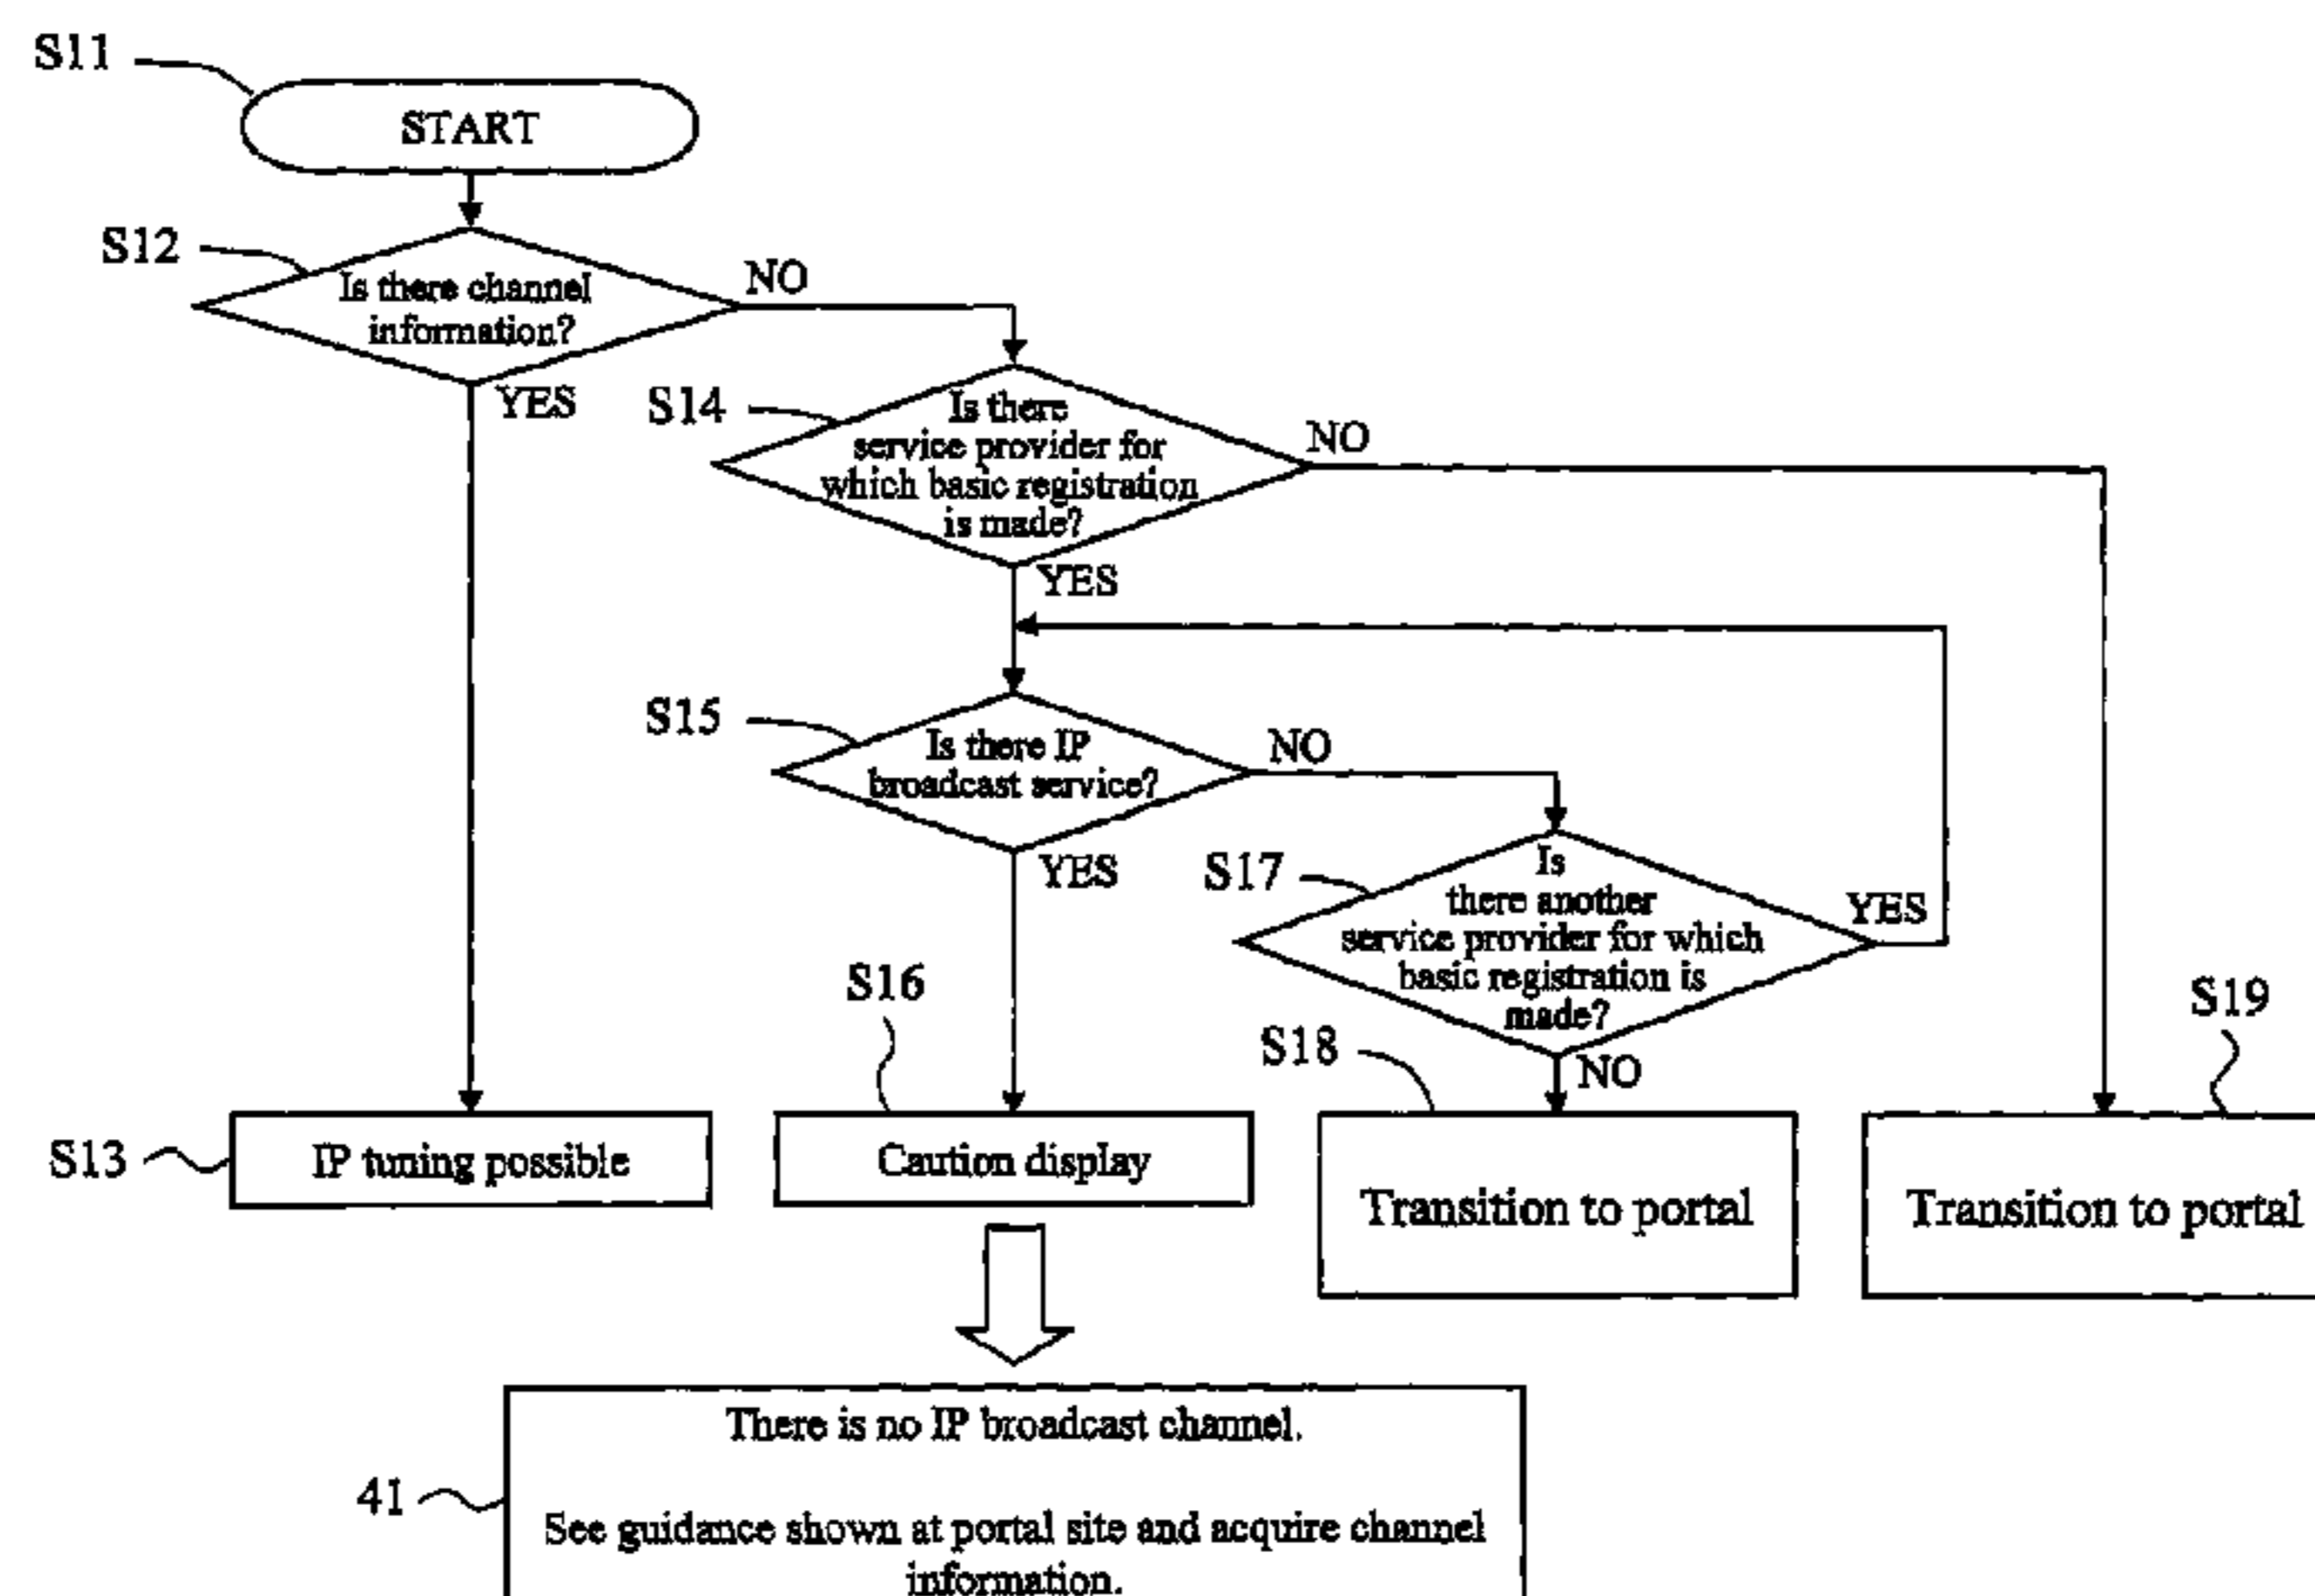 S11
START
S12
Is there channel
information?
NO
YES
S14
Is there
service provider for
which basic registration
is made?
NO
YES
S15
Is there IP
broadcast service?
NO
YES
S17
Is
there another
service provider for which
basic registration is
made?
YES
NO
S16
S18
S19
S13
IP tuning possible
Caution display
Transition to portal
Transition to portal
41
There is no IP broadcast channel.
See guidance shown at portal site and acquire channel
information.